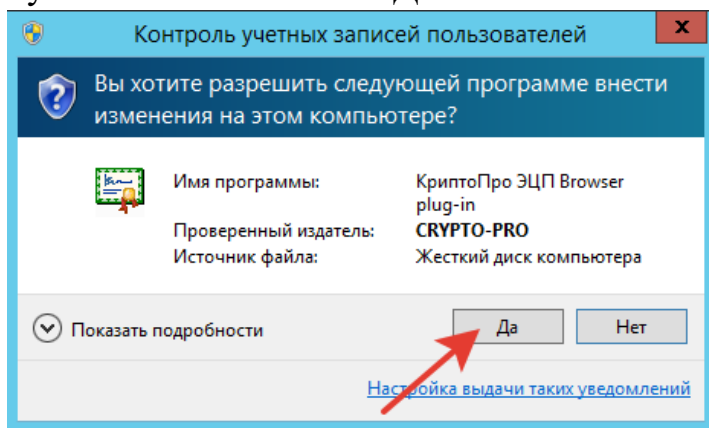 Контроль учетных записей пользователей
Вы хотите разрешить следующей программе внести
изменения на этом компьютере?
Имя программы: КриптоПро ЭЦП Browser
plug-in
Проверенный издатель: CRYPTO-PRO
Источник файла: Жесткий диск компьютера
Показать подробности Да Нет
Настройка выдачи таких уведомлений